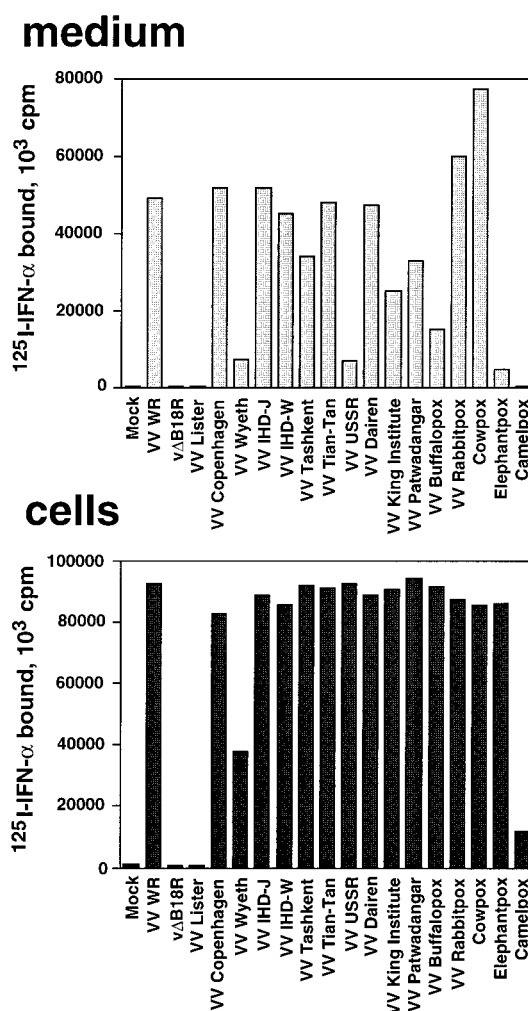 medium
¹²⁵I-IFN-α bound, 10³ cpm
80000
60000
40000
20000
0
Mock
VV WR
vΔB18R
VV Lister
VV Copenhagen
VV Wyeth
VV IHD-J
VV IHD-W
VV Tashkent
VV Tian-Tan
VV USSR
VV Dairen
VV King Institute
VV Patwadangar
VV Buffalopox
VV Rabbitpox
Cowpox
Elephantpox
Camelpox
cells
¹²⁵I-IFN-α bound, 10³ cpm
100000
80000
60000
40000
20000
0
Mock
VV WR
vΔB18R
VV Lister
VV Copenhagen
VV Wyeth
VV IHD-J
VV IHD-W
VV Tashkent
VV Tian-Tan
VV USSR
VV Dairen
VV King Institute
VV Patwadangar
VV Buffalopox
VV Rabbitpox
Cowpox
Elephantpox
Camelpox